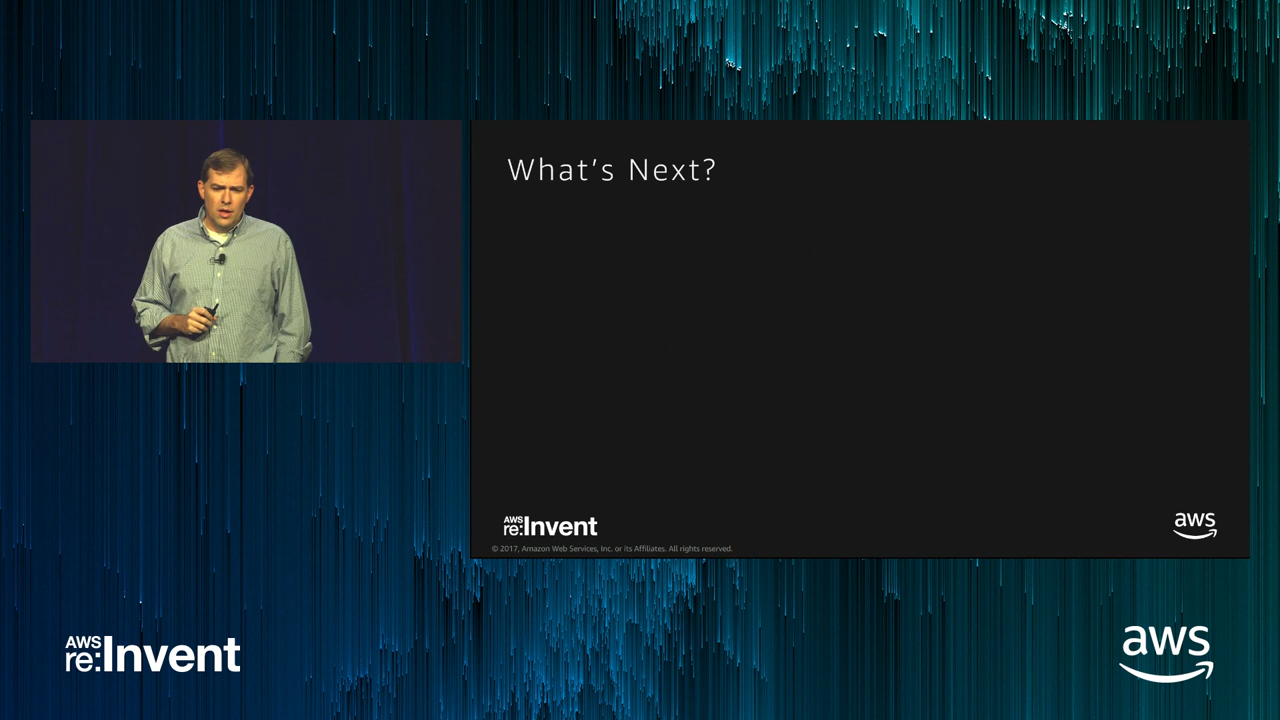 What's Next?
AWS
re:Invent
aws
© 2017, Amazon Web Services, Inc. or its Affiliates. All rights reserved.
AWS
re:Invent
aws